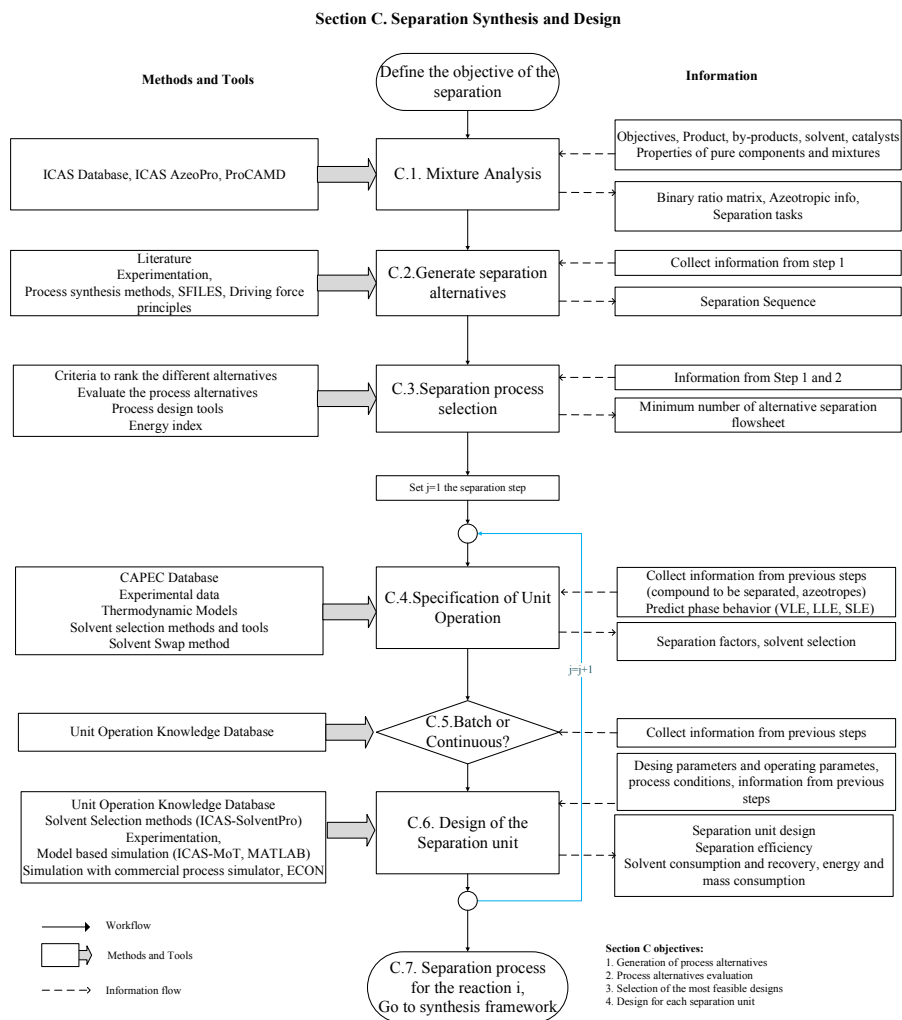 Section C. Separation Synthesis and Design
Methods and Tools
Define the objective of the
separation
Information
ICAS Database, ICAS AzeoPro, ProCAMD
C.1. Mixture Analysis
Objectives, Product, by-products, solvent, catalysts
Properties of pure components and mixtures
Binary ratio matrix, Azeotropic info,
Separation tasks
Literature
Experimentation,
Process synthesis methods, SFILES, Driving force
principles
C.2.Generate separation
alternatives
Collect information from step 1
Separation Sequence
Criteria to rank the different alternatives
Evaluate the process alternatives
Process design tools
Energy index
C.3.Separation process
selection
Information from Step 1 and 2
Minimum number of alternative separation
flowsheet
Set j=1 the separation step
CAPEC Database
Experimental data
Thermodynamic Models
Solvent selection methods and tools
Solvent Swap method
C.4.Specification of Unit
Operation
Collect information from previous steps
(compound to be separated, azeotropes)
Predict phase behavior (VLE, LLE, SLE)
Separation factors, solvent selection
j=j+1
Unit Operation Knowledge Database
C.5.Batch or
Continuous?
Collect information from previous steps
Unit Operation Knowledge Database
Solvent Selection methods (ICAS-SolventPro)
Experimentation,
Model based simulation (ICAS-MoT, MATLAB)
Simulation with commercial process simulator, ECON
C.6. Design of the
Separation unit
Desing parameters and operating parametes,
process conditions, information from previous
steps
Separation unit design
Separation efficiency
Solvent consumption and recovery, energy and
mass consumption
Workflow
Methods and Tools
Information flow
C.7. Separation process
for the reaction i,
Go to synthesis framework
Section C objectives:
1. Generation of process alternatives
2. Process alternatives evaluation
3. Selection of the most feasible designs
4. Design for each separation unit